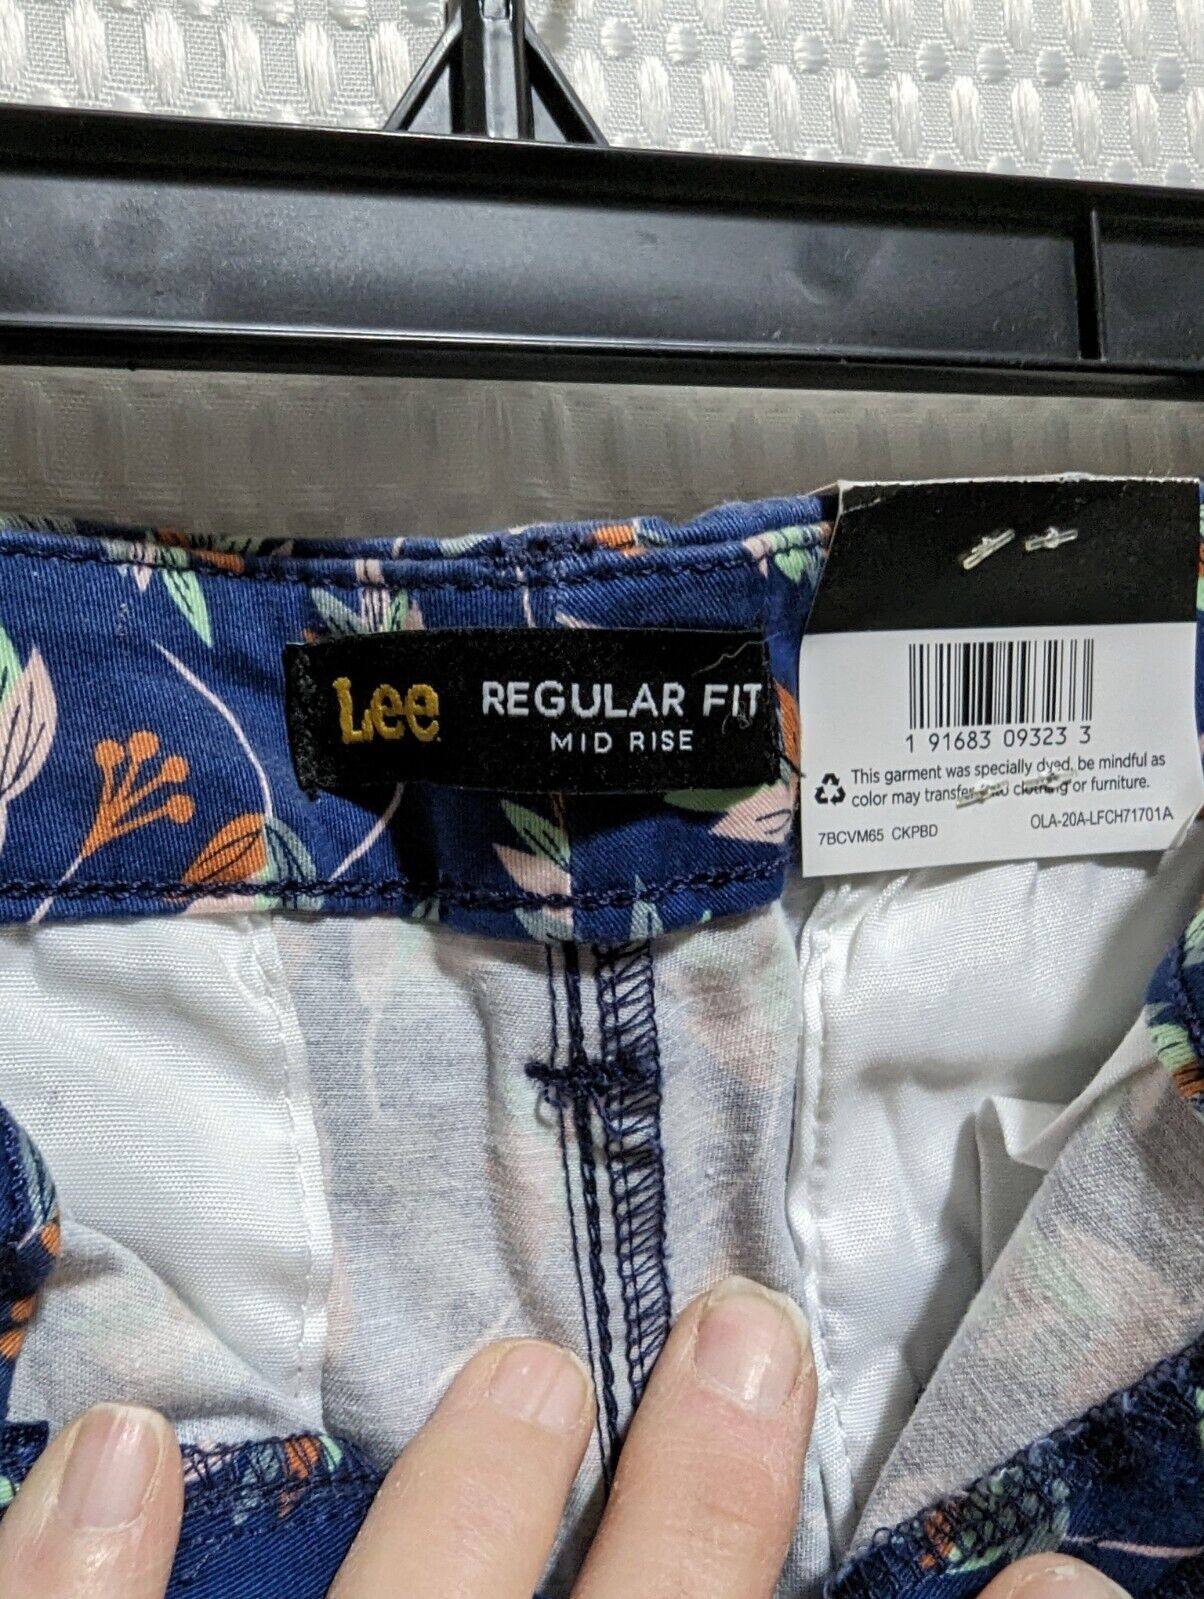 Lee REGULAR FIT
MID RISE
1 91683 09323 3
This garment was specially dyed, be mindful as
color may transfer into clothing or furniture.
7BCVM65 CKPBD
OLA-20A-LFCH71701A